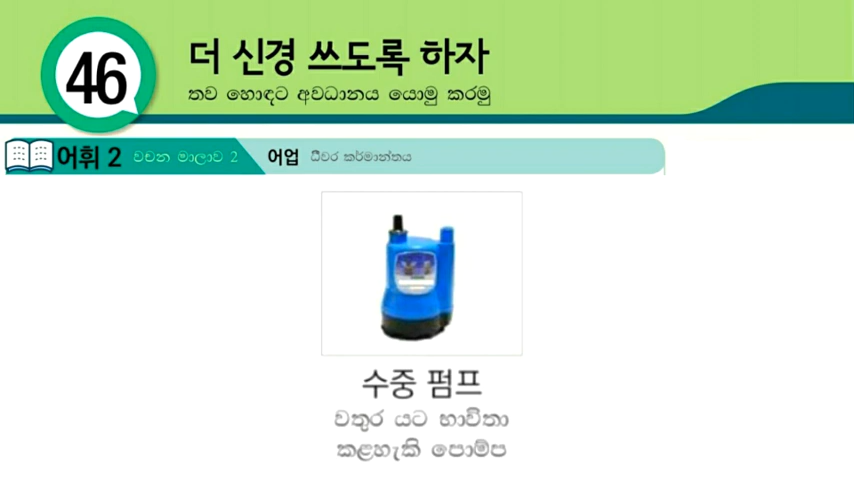 46
더 신경 쓰도록 하자
තව හොඳට අවධානය යොමු කරමු
어휘 2 වචන මාලාව 2 어업 ධීවර කර්මාන්තය
수중 펌프
වතුර යට භාවිතා
කළහැකි පොම්ප